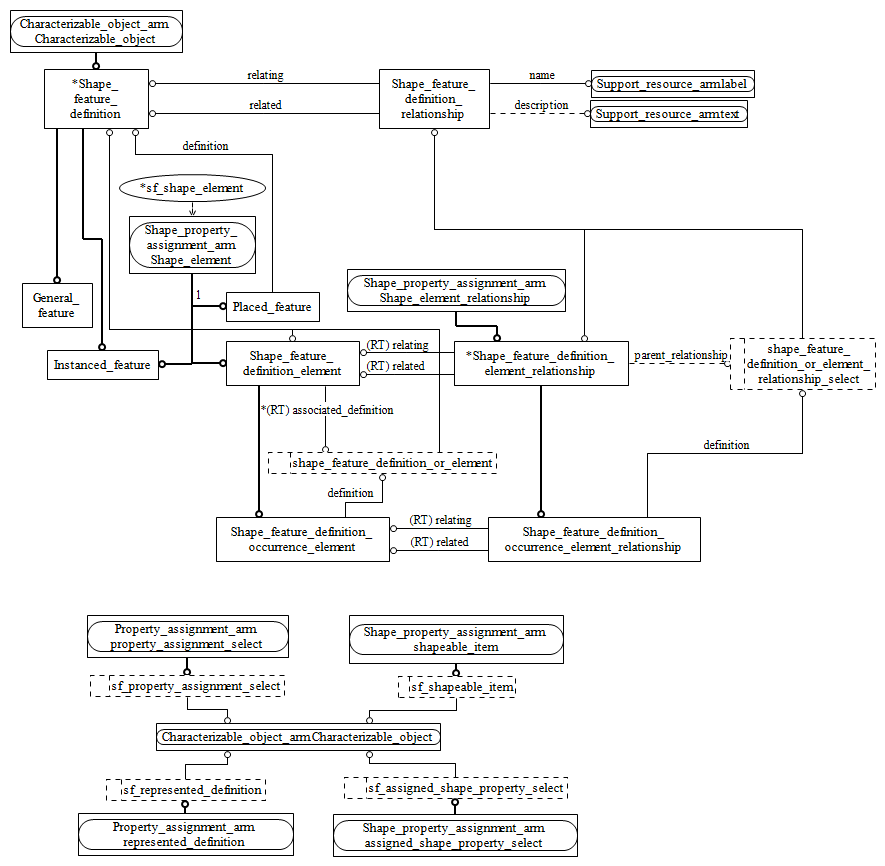 Characterizable_object_arm
Characterizable_object
*Shape_
feature_
definition
relating
related
Shape_feature_
definition_
relationship
name
Support_resource_armlabel
description
Support_resource_armtext
definition
*sf_shape_element
Shape_property_
assignment_arm
Shape_element
General_
feature
1
Placed_feature
Shape_property_assignment_arm
Shape_element_relationship
Instanced_feature
Shape_feature_
definition_element
(RT) relating
(RT) related
*Shape_feature_definition_
element_relationship
parent_relationship
shape_feature_
definition_or_element_
relationship_select
*(RT) associated_definition
shape_feature_definition_or_element
definition
definition
Shape_feature_definition_
occurrence_element
(RT) relating
(RT) related
Shape_feature_definition_
occurrence_element_relationship
Property_assignment_arm
property_assignment_select
Shape_property_assignment_arm
shapeable_item
sf_property_assignment_select
sf_shapeable_item
Characterizable_object_armCharacterizable_object
sf_represented_definition
sf_assigned_shape_property_select
Property_assignment_arm
represented_definition
Shape_property_assignment_arm
assigned_shape_property_select